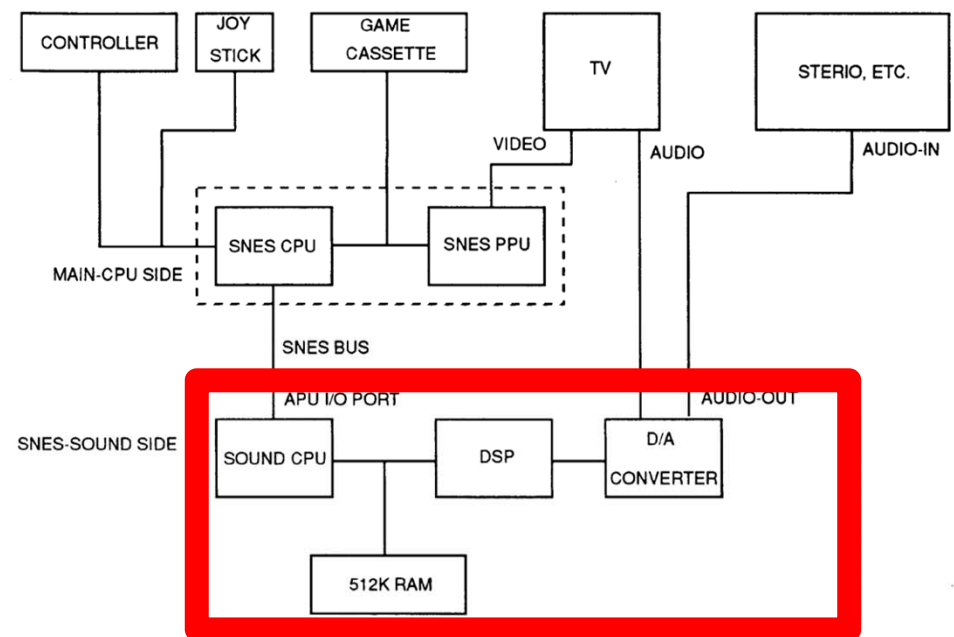 CONTROLLER
JOY
STICK
GAME
CASSETTE
TV
STERIO, ETC.
VIDEO
AUDIO
AUDIO-IN
SNES CPU
SNES PPU
MAIN-CPU SIDE
SNES BUS
APU I/O PORT
AUDIO-OUT
SNES-SOUND SIDE
SOUND CPU
DSP
D/A
CONVERTER
512K RAM